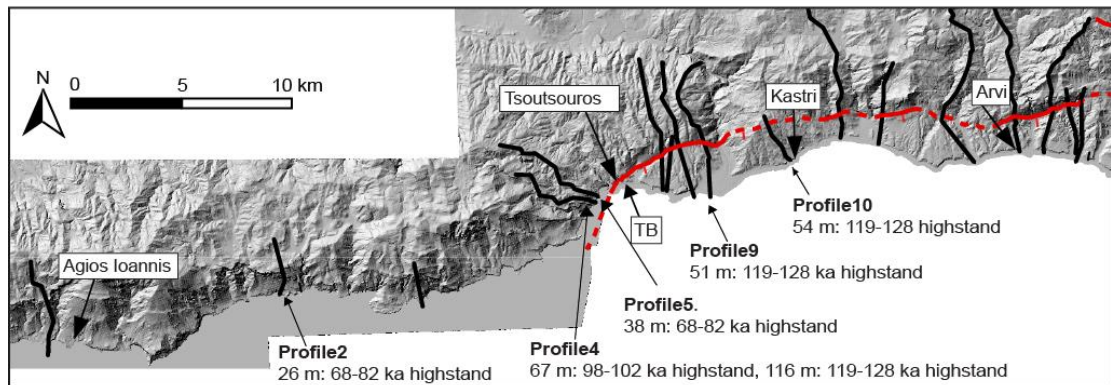 N
0 5 10 km
Tsoutsouros
Kastri
Arvi
TB
Agios Ioannis
Profile10
54 m: 119-128 highstand
Profile9
51 m: 119-128 ka highstand
Profile5.
38 m: 68-82 ka highstand
Profile2
26 m: 68-82 ka highstand
Profile4
67 m: 98-102 ka highstand, 116 m: 119-128 ka highstand